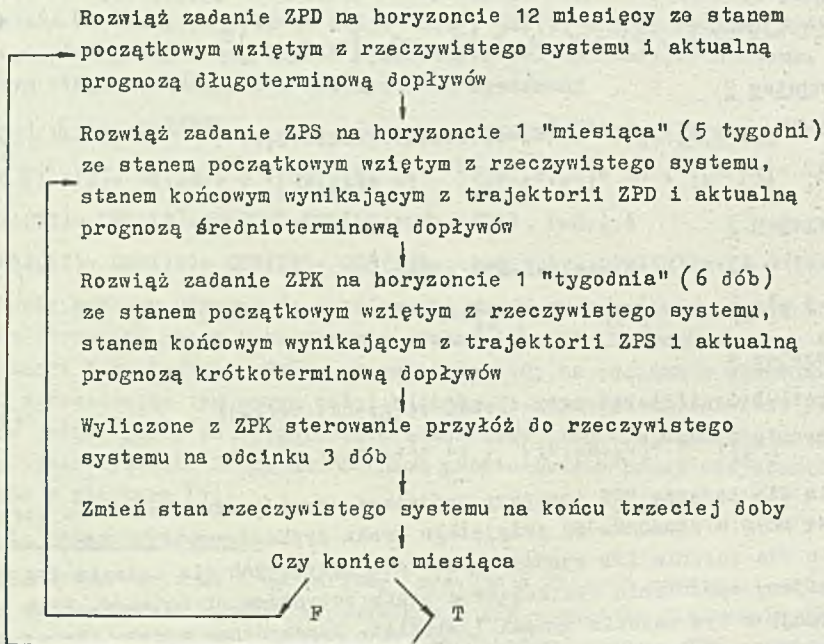 Rozwiąż zadanie ZPD na horyzoncie 12 miesięcy ze stanem
początkowym wziętym z rzeczywistego systemu i aktualną
prognozą długoterminową dopływów
Rozwiąż zadanie ZPS na horyzoncie 1 "miesiąca" (5 tygodni)
ze stanem początkowym wziętym z rzeczywistego systemu,
stanem końcowym wynikającym z trajektorii ZPD i aktualną
prognozą średnioterminową dopływów
Rozwiąż zadanie ZPK na horyzoncie 1 "tygodnia" (6 dób)
ze stanem początkowym wziętym z rzeczywistego systemu,
stanem końcowym wynikającym z trajektorii ZPS i aktualną
prognozą krótkoterminową dopływów
Wyliczone z ZPK sterowanie przyłóż do rzeczywistego
systemu na odcinku 3 dób
Zmień stan rzeczywistego systemu na końcu trzeciej doby
Czy koniec miesiąca
F T